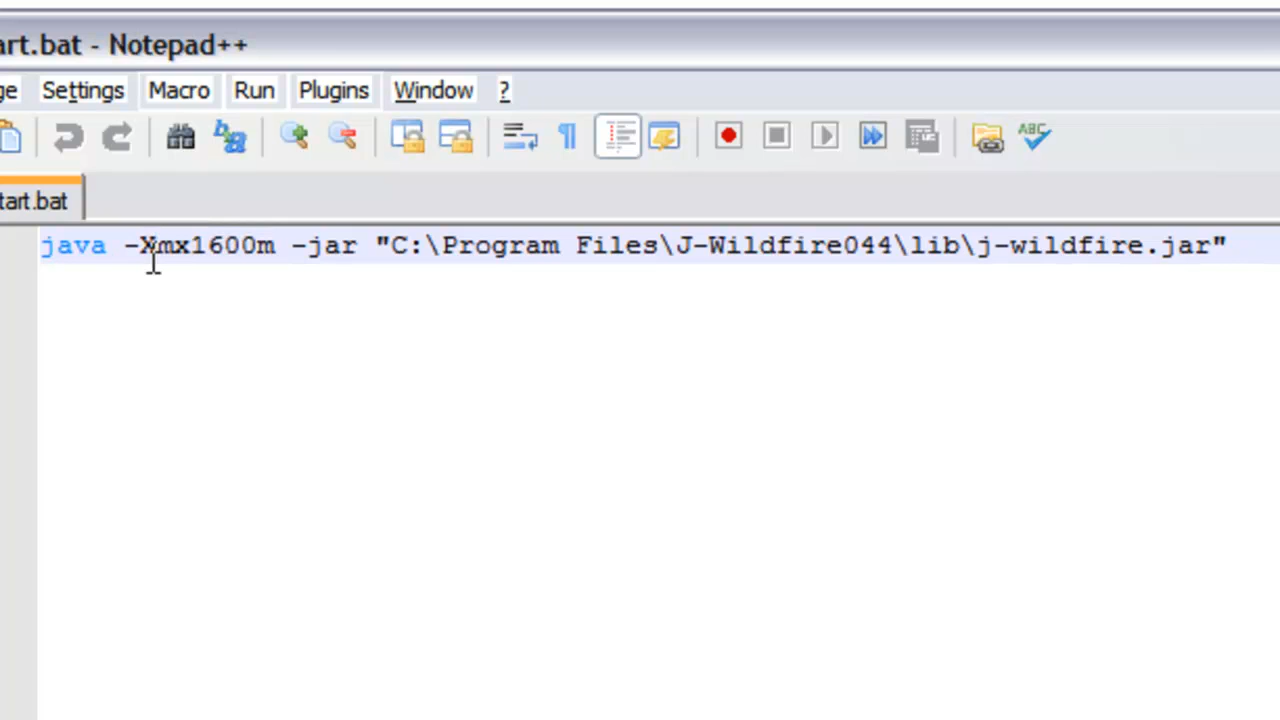 art.bat - Notepad++
ge Settings Macro Run Plugins Window ?
ABC
tart.bat
java -Xmx1600m -jar "C:\Program Files\J-Wildfire044\lib\j-wildfire.jar"